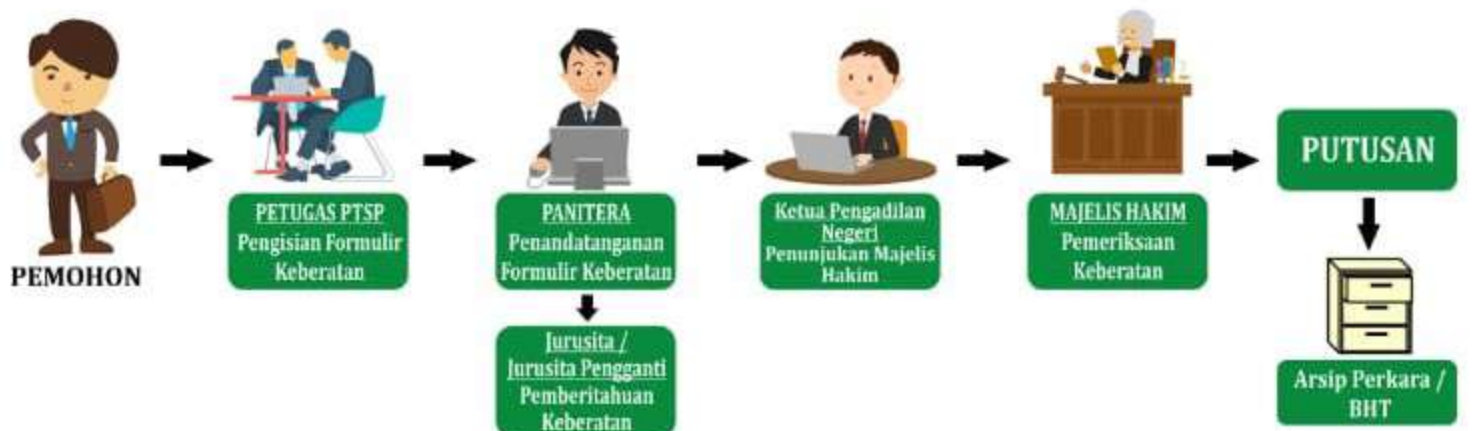 PEMOHON
PETUGAS PTSP
Pengisian Formulir
Keberatan
PANITERA
Penandatanganan
Formulir Keberatan
Jurusita /
Jurusita Pengganti
Pemberitahuan
Keberatan
Ketua Pengadilan
Negeri
Penunjukan Majelis
Hakim
MAJELIS HAKIM
Pemeriksaan
Keberatan
PUTUSAN
Arsip Perkara /
BHT